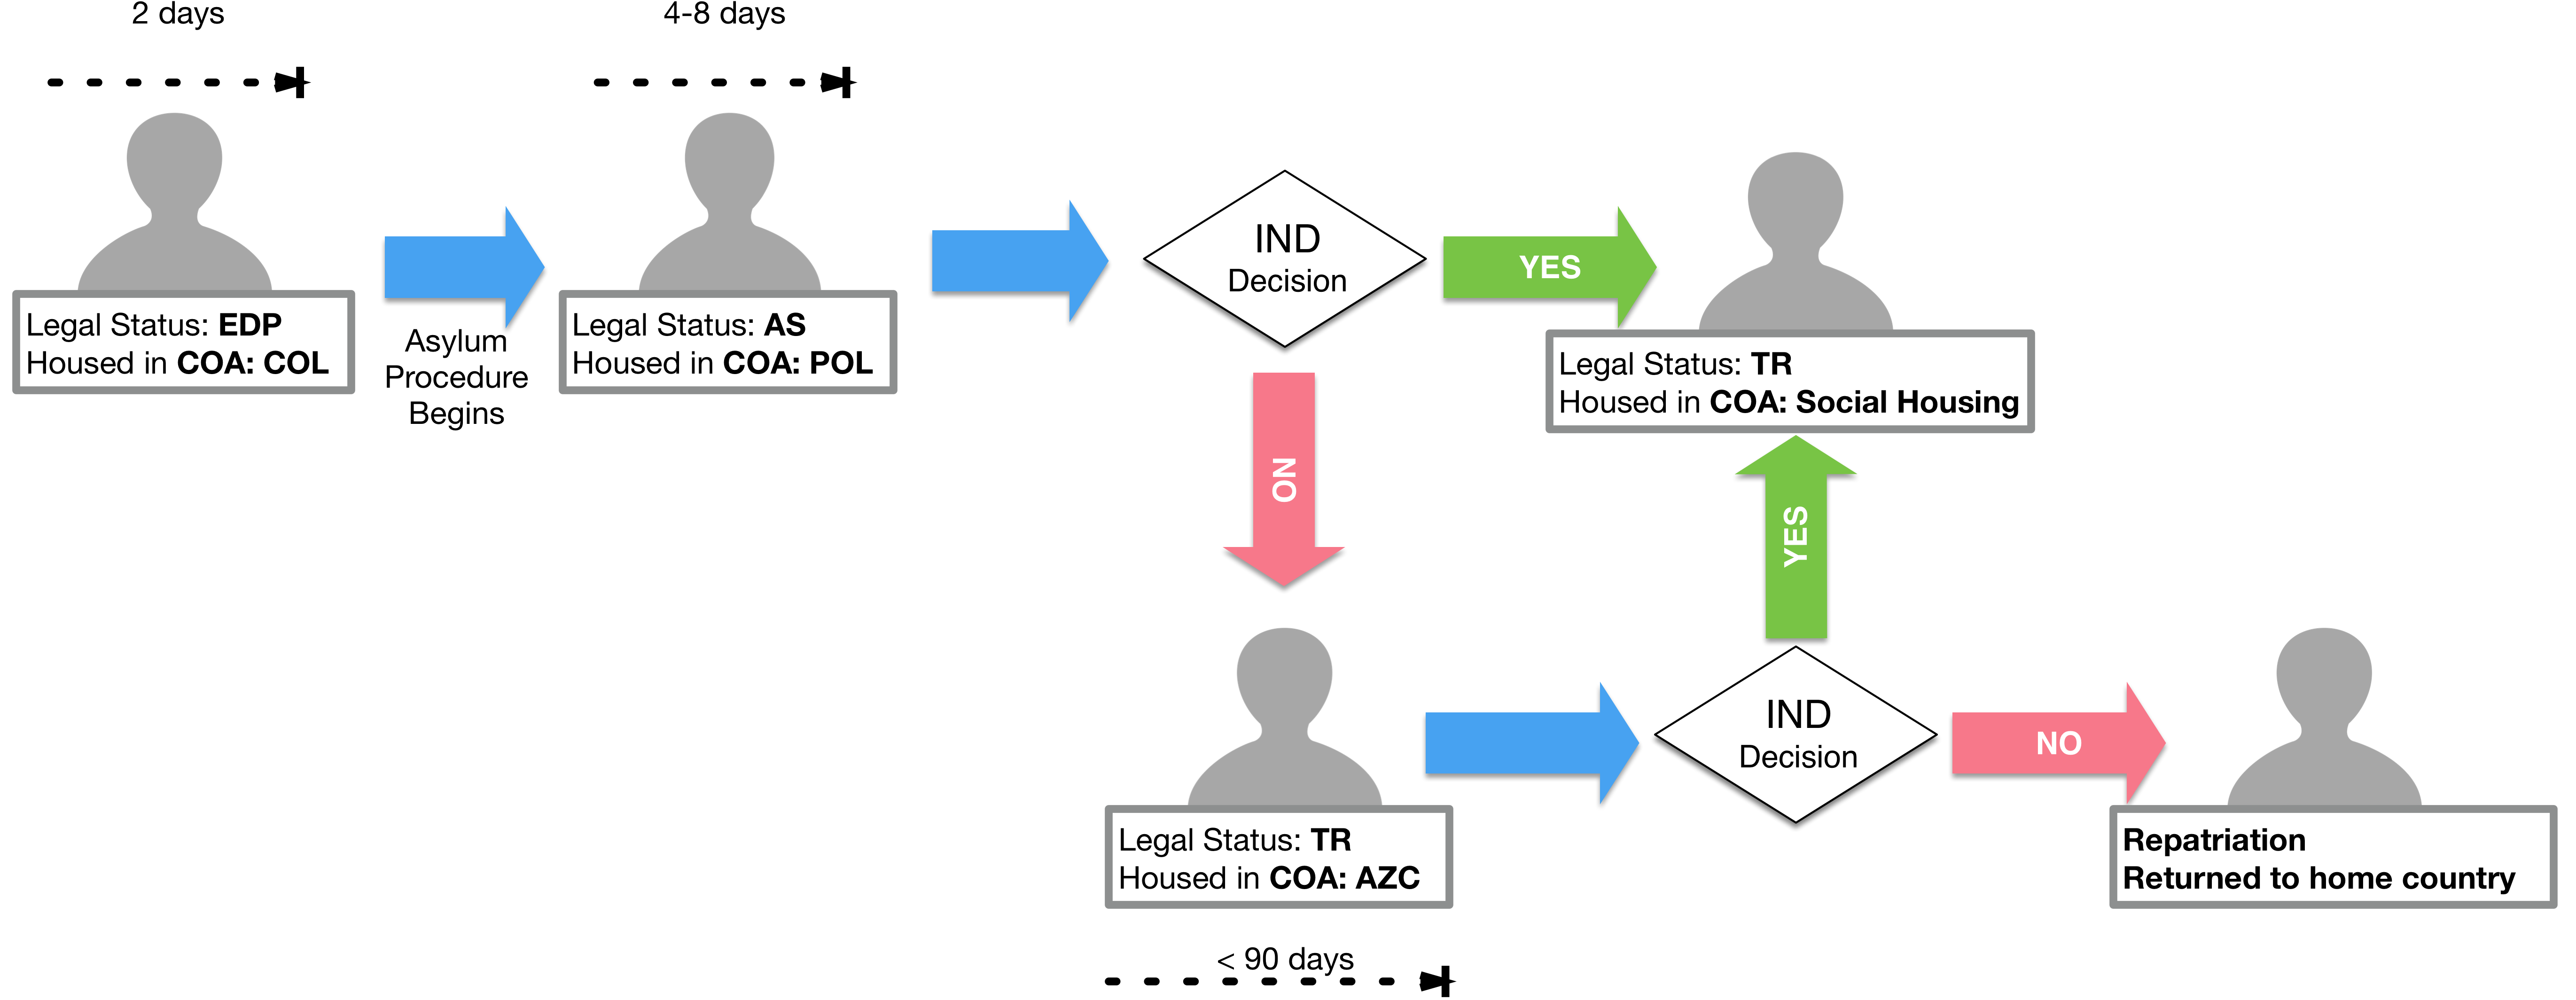 2 days
4-8 days
Legal Status: EDP
Housed in COA: COL
Asylum
Procedure
Begins
Legal Status: AS
Housed in COA: POL
IND
Decision
YES
Legal Status: TR
Housed in COA: Social Housing
NO
YES
Legal Status: TR
Housed in COA: AZC
< 90 days
IND
Decision
NO
Repatriation
Returned to home country